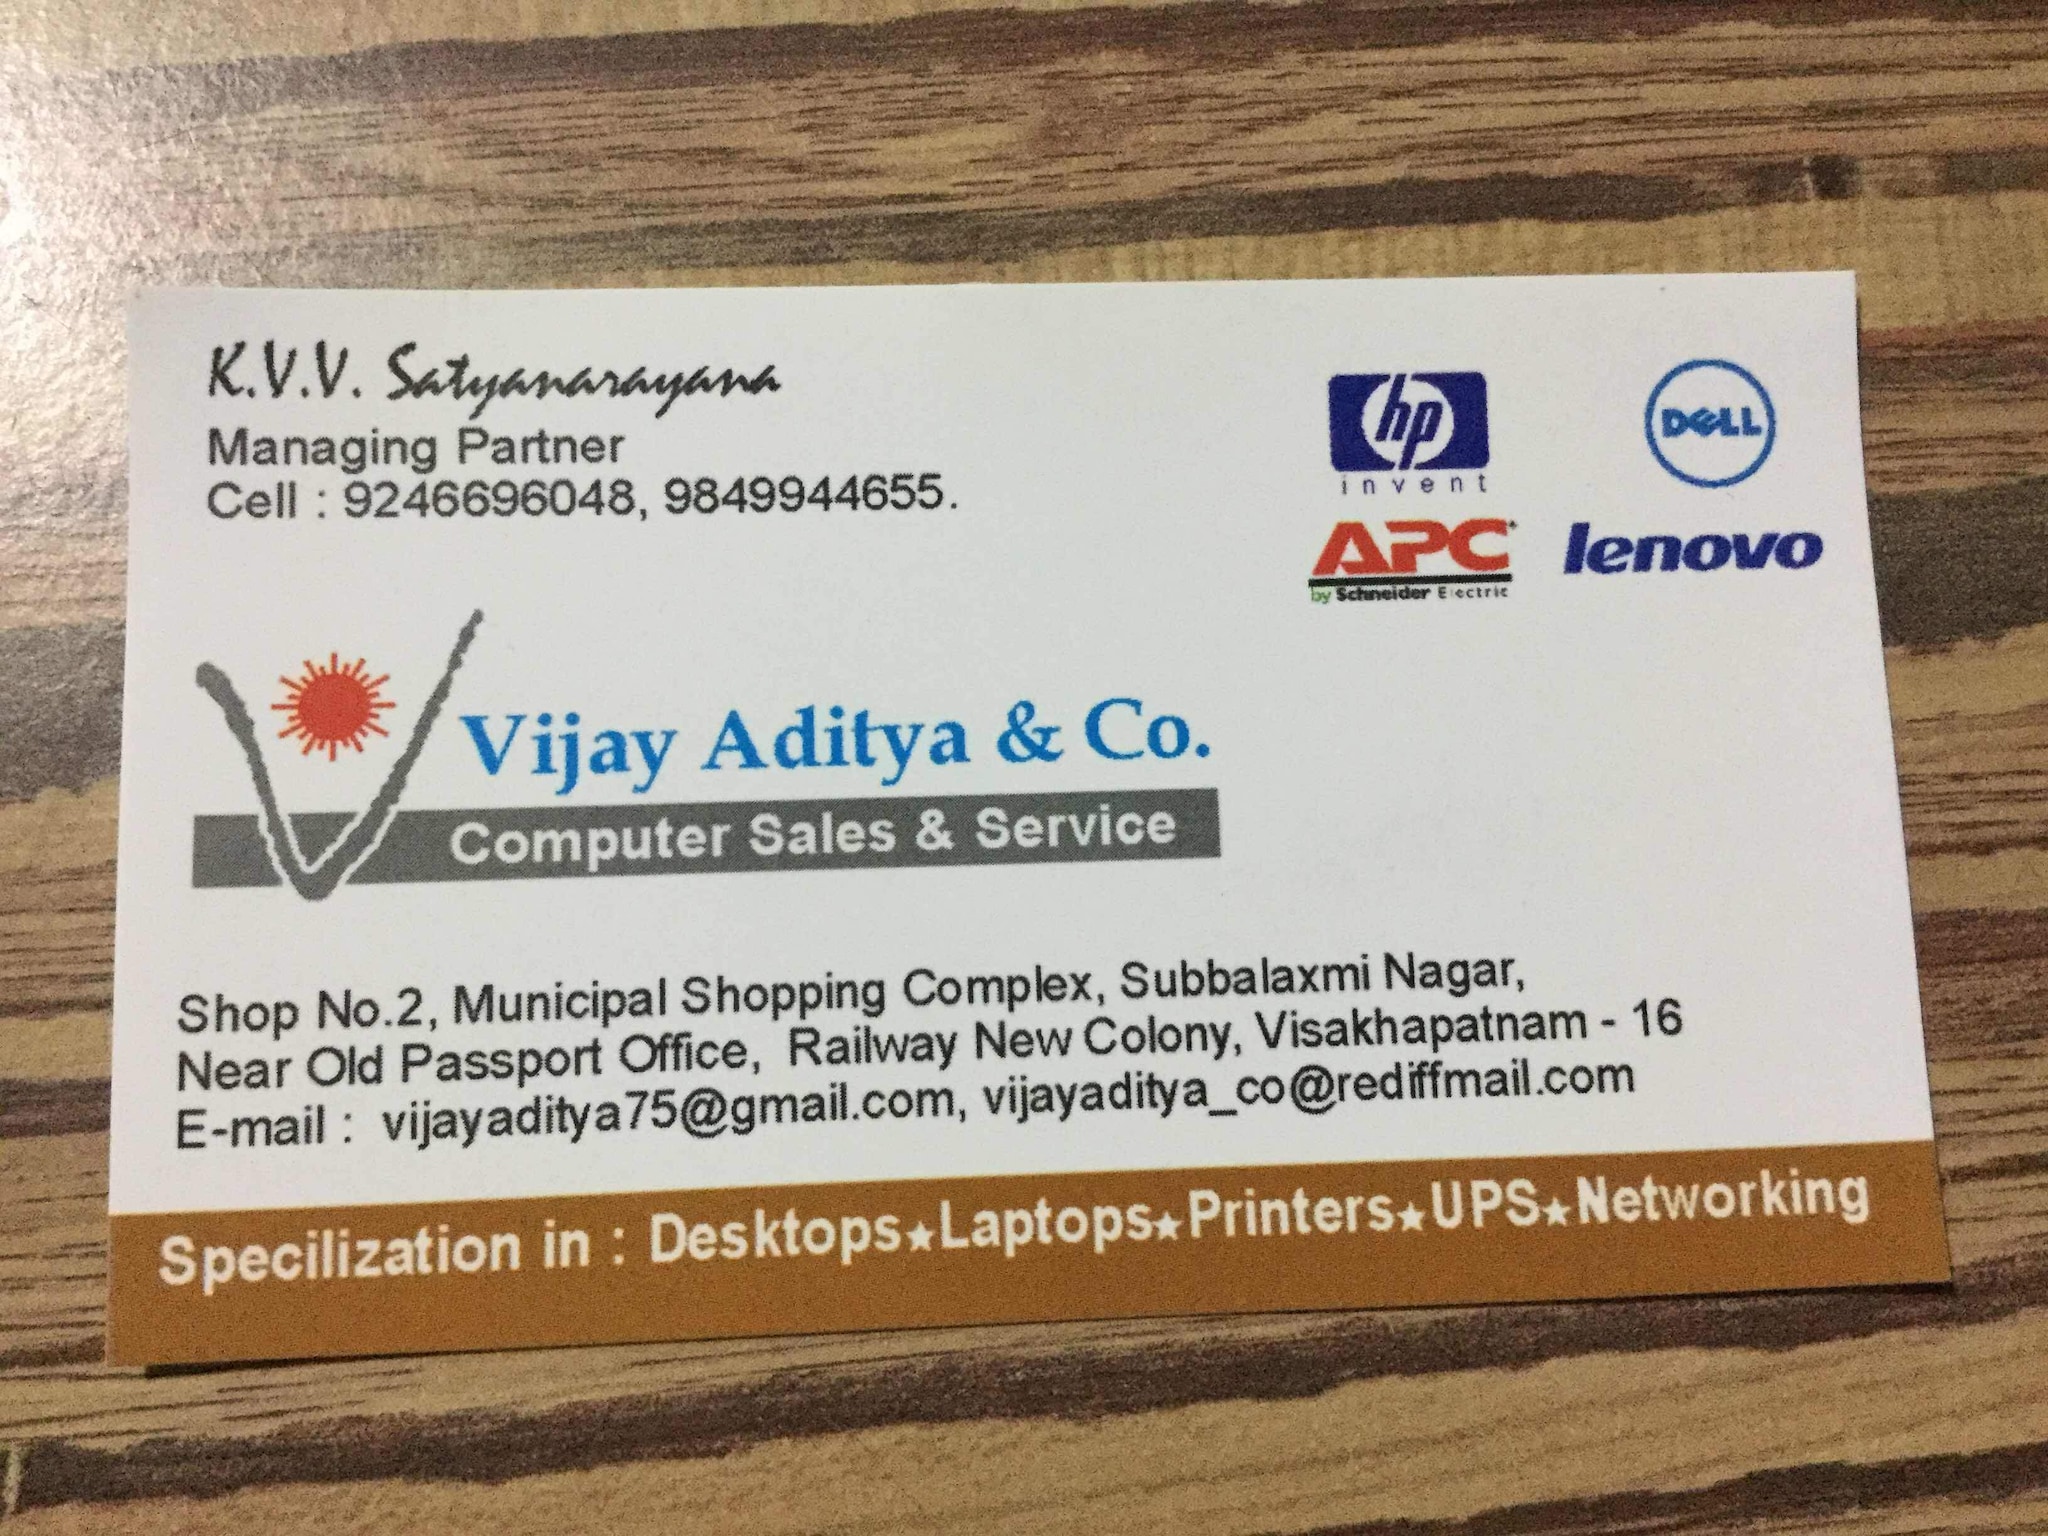 K.V.V. Satyanarayana
Managing Partner
Cell : 9246696048, 9849944655.
hp
invent
DELL
APC
by Schneider Electric
lenovo
Vijay Aditya & Co.
Computer Sales & Service
Shop No.2, Municipal Shopping Complex, Subbalaxmi Nagar,
Near Old Passport Office, Railway New Colony, Visakhapatnam - 16
E-mail : vijayaditya75@gmail.com, vijayaditya_co@rediffmail.com
Specilization in : Desktops★Laptops★Printers★UPS★Networking